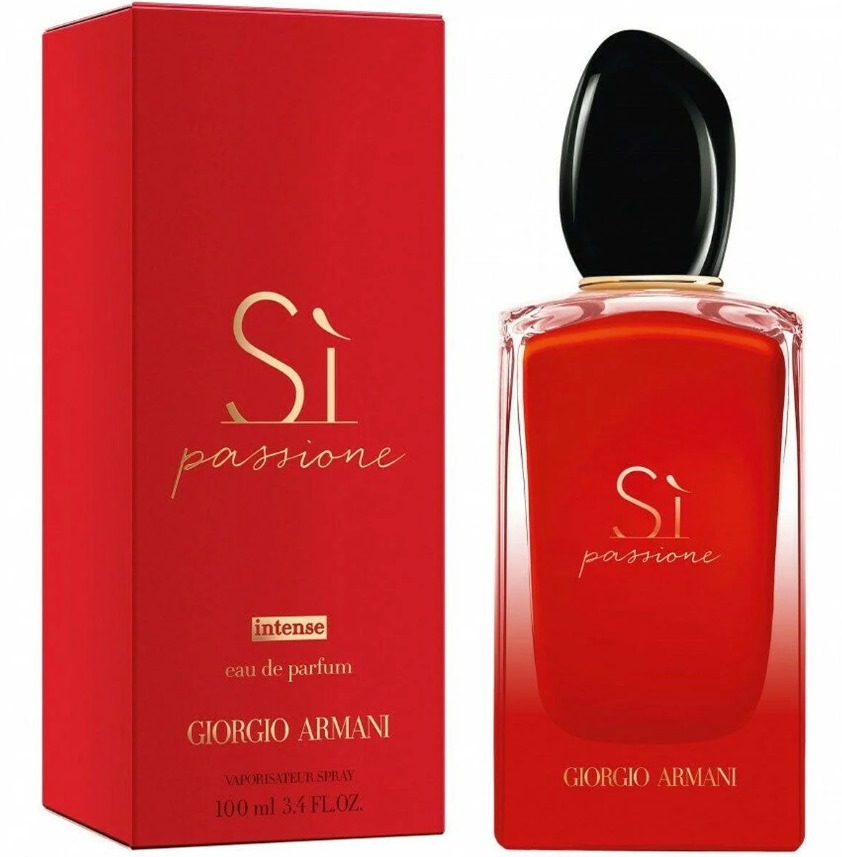 Sì
passione
intense
eau de parfum
GIORGIO ARMANI
VAPORISATEUR SPRAY
100 ml 3.4 FL.OZ.
Sì
passione
GIORGIO ARMANI